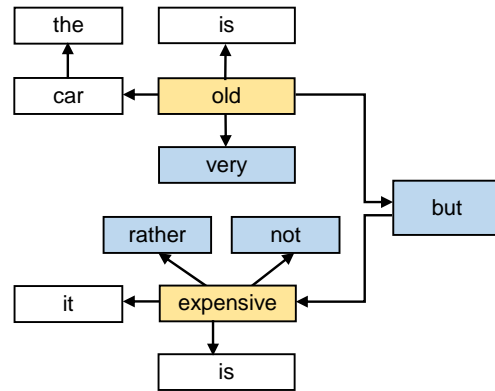 the
is
car
old
very
but
rather
not
it
expensive
is